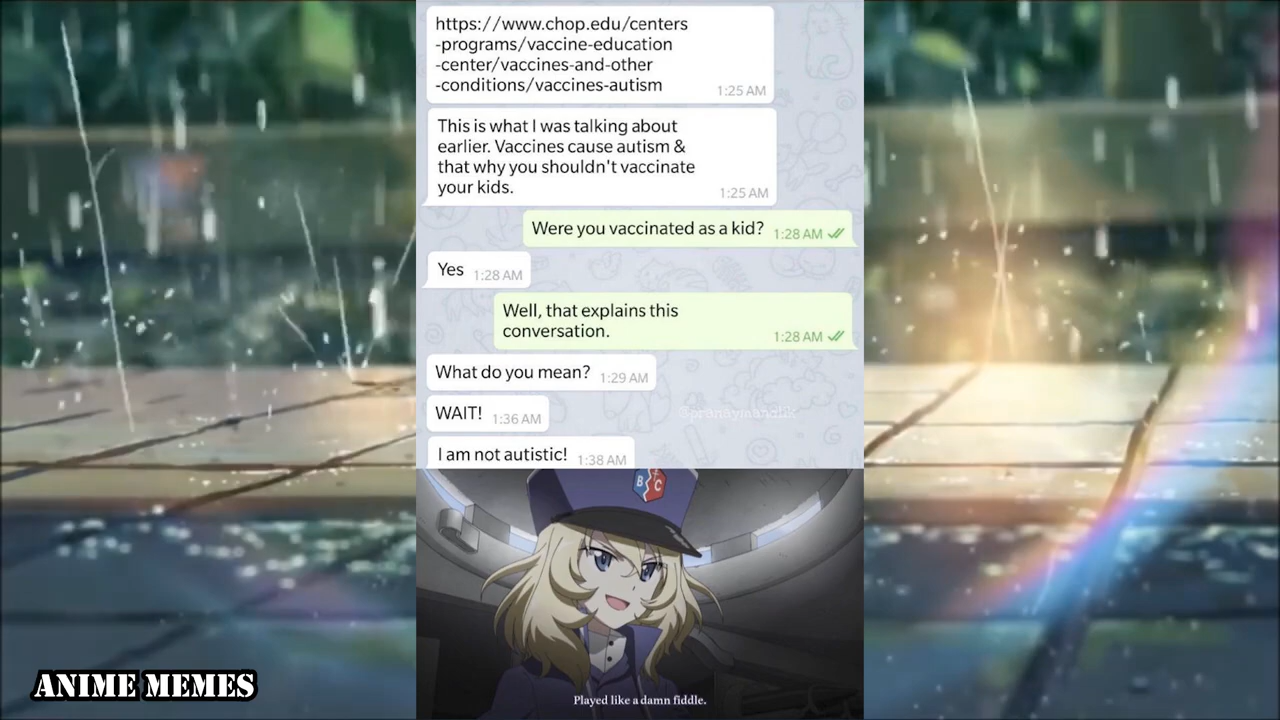 https://www.chop.edu/centers
-programs/vaccine-education
-center/vaccines-and-other
-conditions/vaccines-autism
1:25 AM
This is what I was talking about
earlier. Vaccines cause autism &
that why you shouldn't vaccinate
your kids.
1:25 AM
Were you vaccinated as a kid? 1:28 AM
Yes 1:28 AM
Well, that explains this
conversation.
1:28 AM
What do you mean? 1:29 AM
WAIT! 1:36 AM
I am not autistic! 1:38 AM
B C
Played like a damn fiddle.
ANIME MEMES